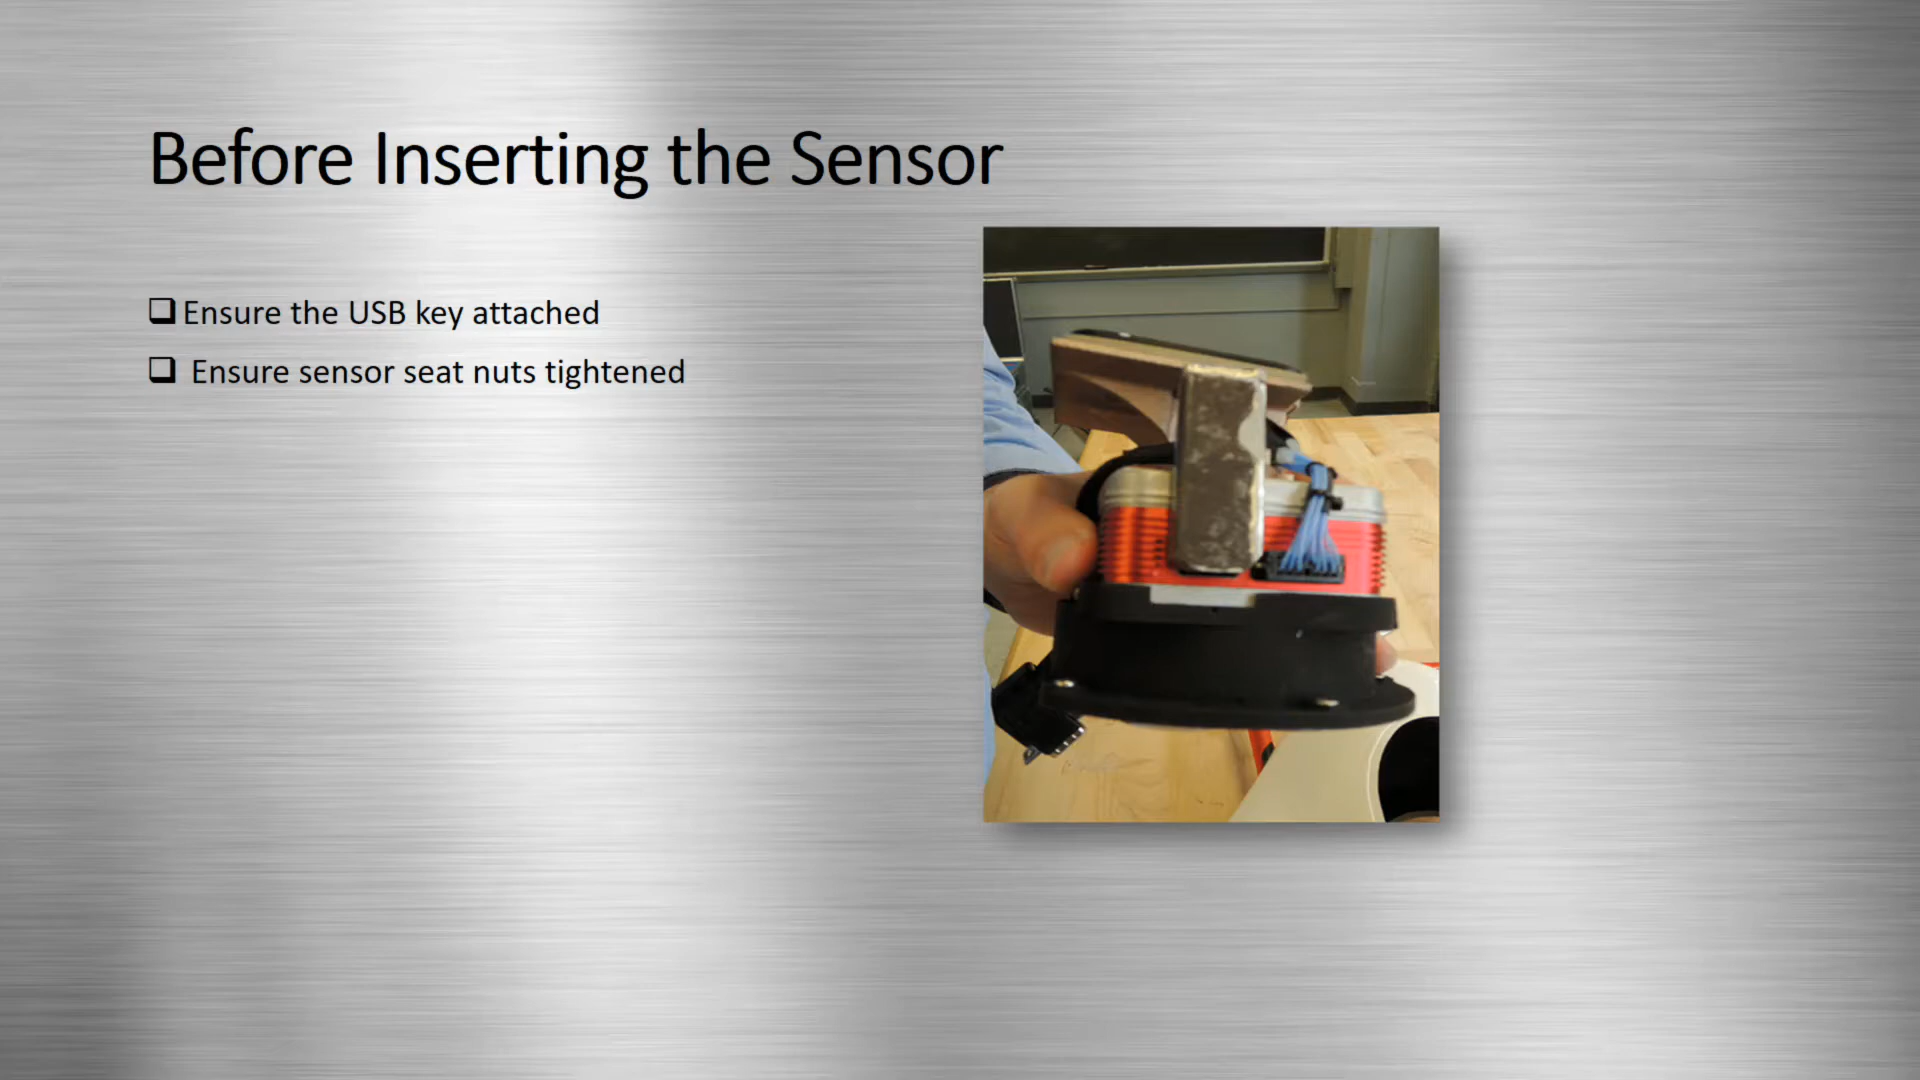 Before Inserting the Sensor
❑ Ensure the USB key attached
❑ Ensure sensor seat nuts tightened